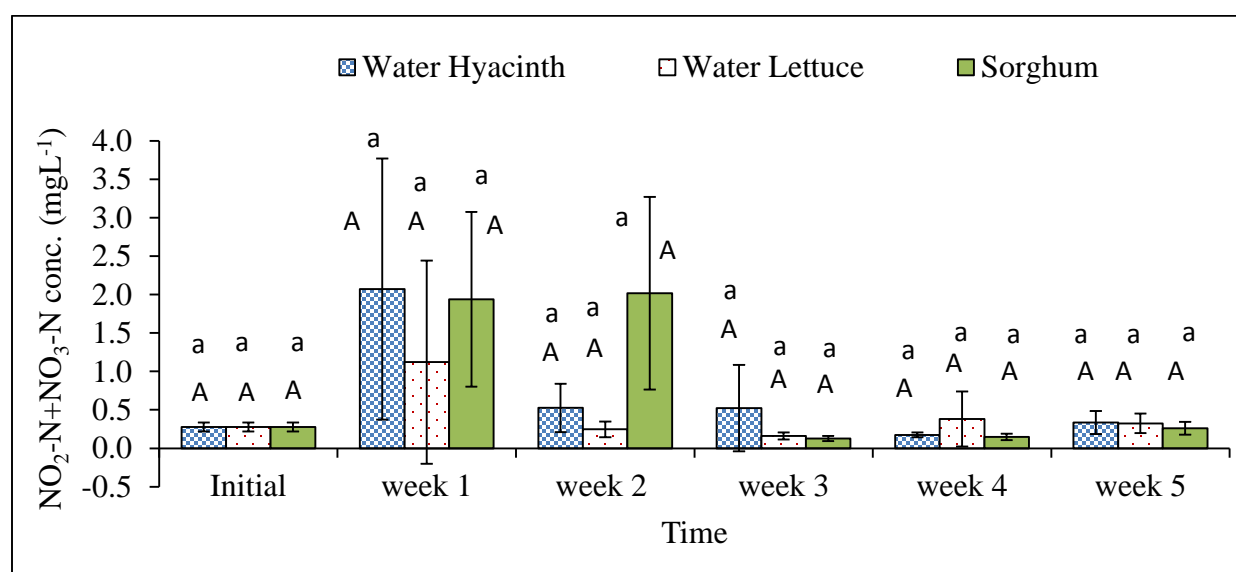 Water Hyacinth Water Lettuce Sorghum
NO₂-N+NO₃-N conc. (mgL⁻¹)
4.0
3.5
3.0
2.5
2.0
1.5
1.0
0.5
0.0
-0.5
a a a
A A A
a a a
A A A
a a a
A A A
a a a
A A A
a a a
A A A
a a a
A A A
Initial week 1 week 2 week 3 week 4 week 5
Time